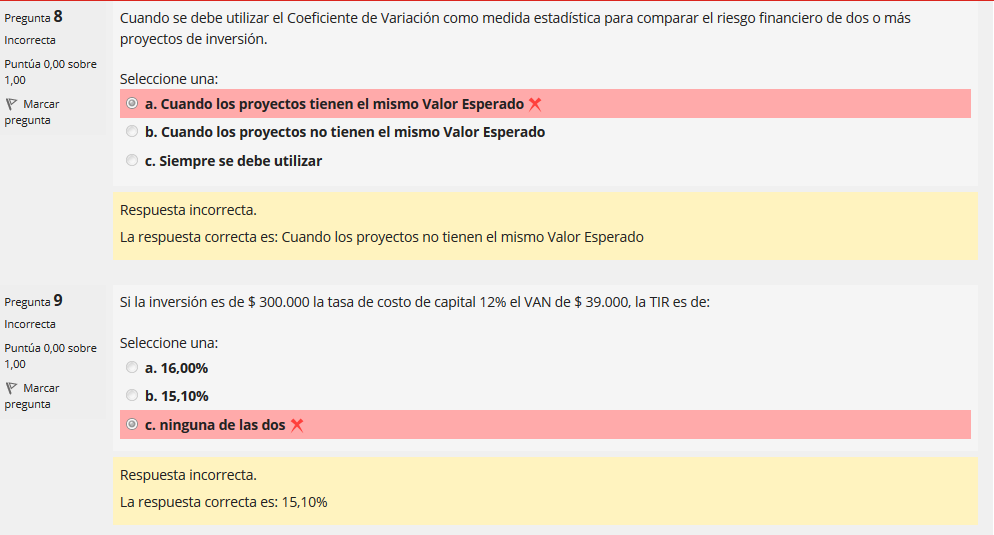 Pregunta 8
Incorrecta
Puntúa 0,00 sobre
1,00
Marcar
pregunta
Cuando se debe utilizar el Coeficiente de Variación como medida estadística para comparar el riesgo financiero de dos o más
proyectos de inversión.
Seleccione una:
a. Cuando los proyectos tienen el mismo Valor Esperado
b. Cuando los proyectos no tienen el mismo Valor Esperado
c. Siempre se debe utilizar
Respuesta incorrecta.
La respuesta correcta es: Cuando los proyectos no tienen el mismo Valor Esperado
Pregunta 9
Incorrecta
Puntúa 0,00 sobre
1,00
Marcar
pregunta
Si la inversión es de $ 300.000 la tasa de costo de capital 12% el VAN de $ 39.000, la TIR es de:
Seleccione una:
a. 16,00%
b. 15,10%
c. ninguna de las dos
Respuesta incorrecta.
La respuesta correcta es: 15,10%